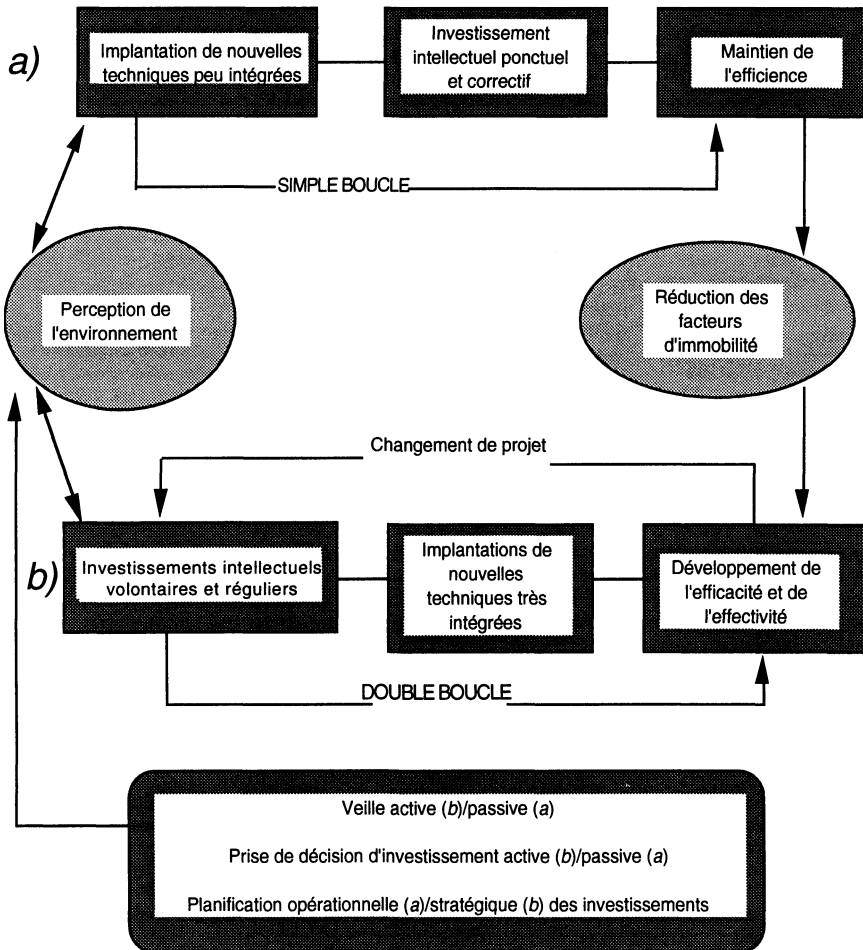 a)
Implantation de nouvelles
techniques peu intégrées
Investissement
intellectuel ponctuel
et correctif
Maintien de
l'efficience
SIMPLE BOUCLE
Perception de
l'environnement
Réduction des
facteurs
d'immobilité
Changement de projet
b)
Investissements intellectuels
volontaires et réguliers
Implantations de
nouvelles
techniques très
intégrées
Développement de
l'efficacité et de
l'effectivité
DOUBLE BOUCLE
Veille active (b)/passive (a)
Prise de décision d'investissement active (b)/passive (a)
Planification opérationnelle (a)/stratégique (b) des investissements